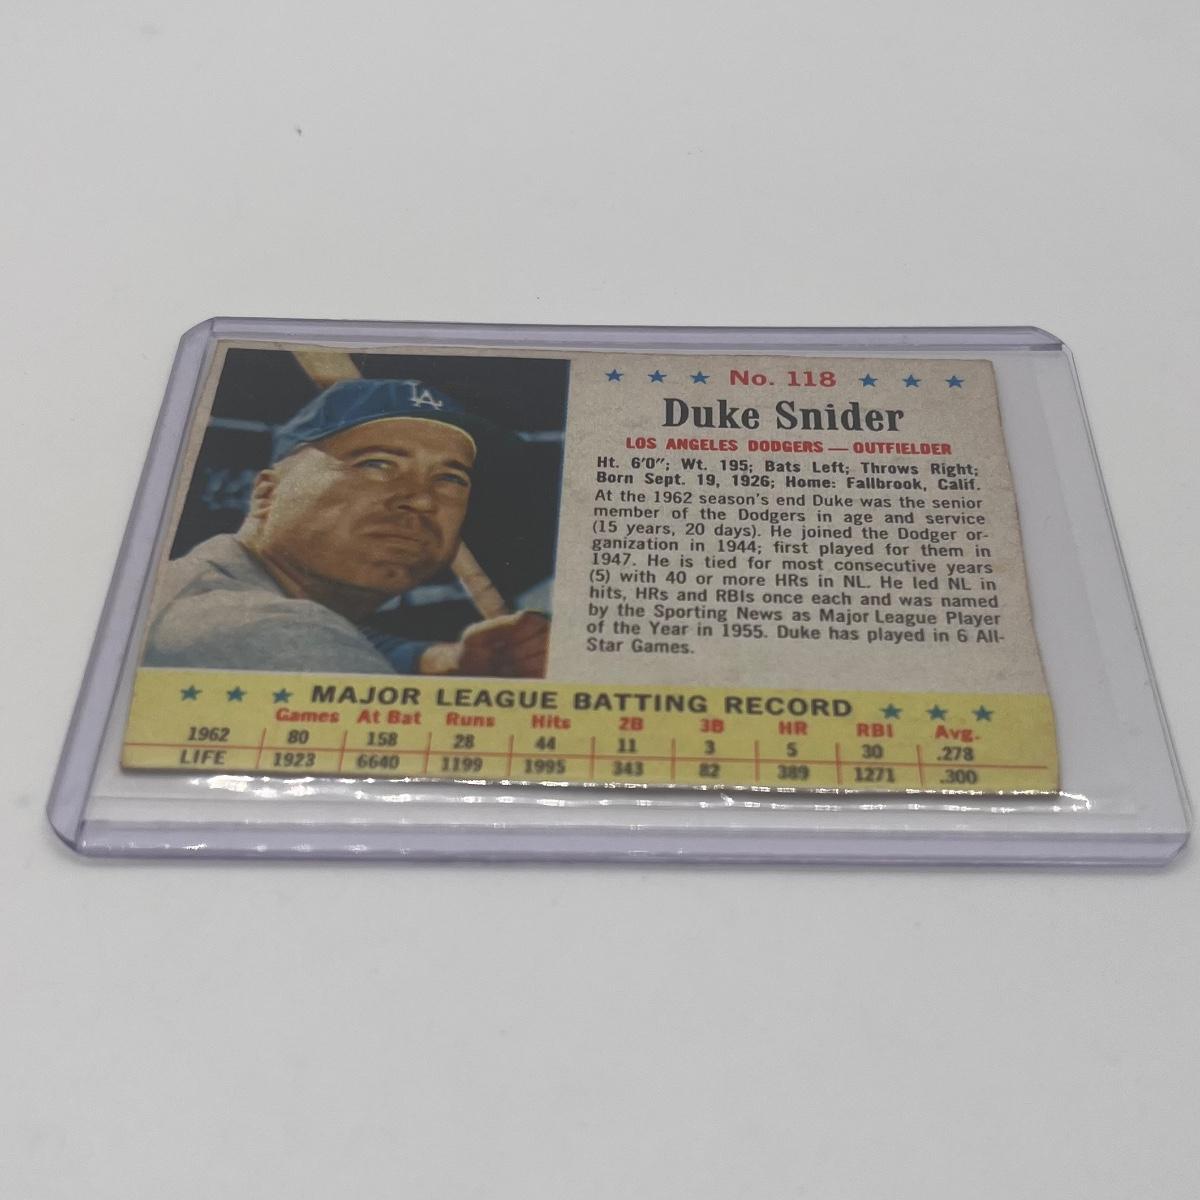 LA
★ ★ ★ No. 118 ★ ★ ★
Duke Snider
LOS ANGELES DODGERS — OUTFIELDER
Ht. 6'0"; Wt. 195; Bats Left; Throws Right;
Born Sept. 19, 1926; Home: Fallbrook, Calif.
At the 1962 season's end Duke was the senior
member of the Dodgers in age and service
(15 years, 20 days). He joined the Dodger or-
ganization in 1944; first played for them in
1947. He is tied for most consecutive years
(5) with 40 or more HRs in NL. He led NL in
hits, HRs and RBIs once each and was named
by the Sporting News as Major League Player
of the Year in 1955. Duke has played in 6 All-
Star Games.
★ ★ ★ MAJOR LEAGUE BATTING RECORD ★ ★ ★
Games At Bat Runs Hits 2B 3B HR RBI Avg.
1962 80 158 28 44 11 3 5 30 .278
LIFE 1923 6640 1199 1995 343 82 389 1271 .300